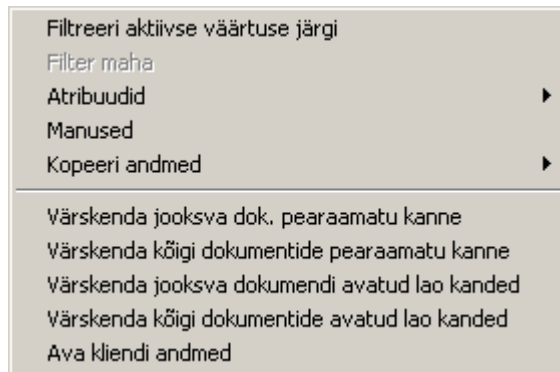 Filtreeri aktiivse väärtuse järgi
Filter maha
Atribuudid
Manused
Kopeeri andmed
Värskenda jooksva dok. pearaamatu kanne
Värskenda kõigi dokumentide pearaamatu kanne
Värskenda jooksva dokumendi avatud lao kanded
Värskenda kõigi dokumentide avatud lao kanded
Ava kliendi andmed